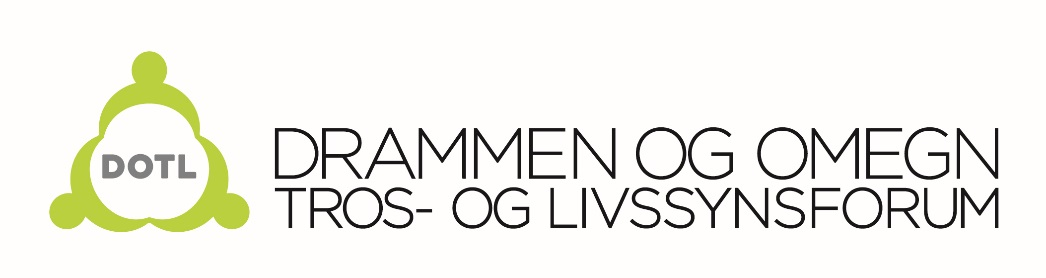 DOTL
DRAMMEN OG OMEGN
TROS- OG LIVSSYNSFORUM